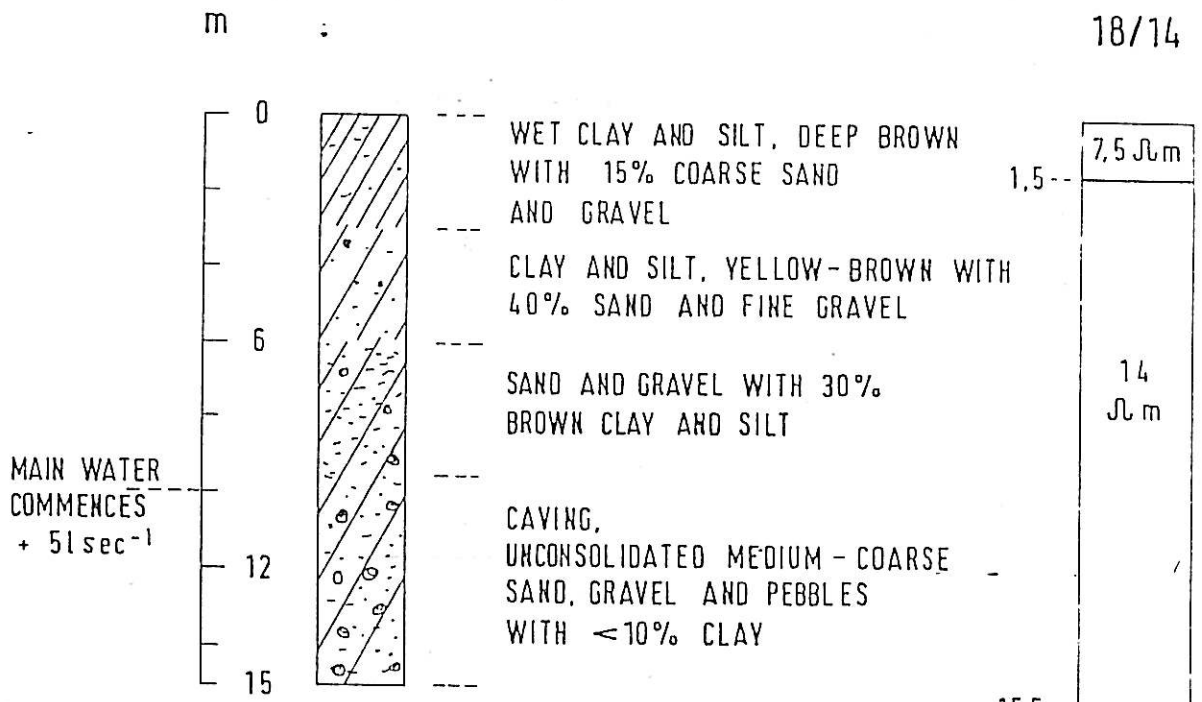 m
18/14
0
WET CLAY AND SILT, DEEP BROWN
WITH 15% COARSE SAND
AND GRAVEL
7,5 Ωm
1,5
CLAY AND SILT, YELLOW-BROWN WITH
40% SAND AND FINE GRAVEL
6
SAND AND GRAVEL WITH 30%
BROWN CLAY AND SILT
14
Ωm
MAIN WATER
COMMENCES
+ 5lsec⁻¹
CAVING,
UNCONSOLIDATED MEDIUM-COARSE
SAND, GRAVEL AND PEBBLES
WITH <10% CLAY
12
15